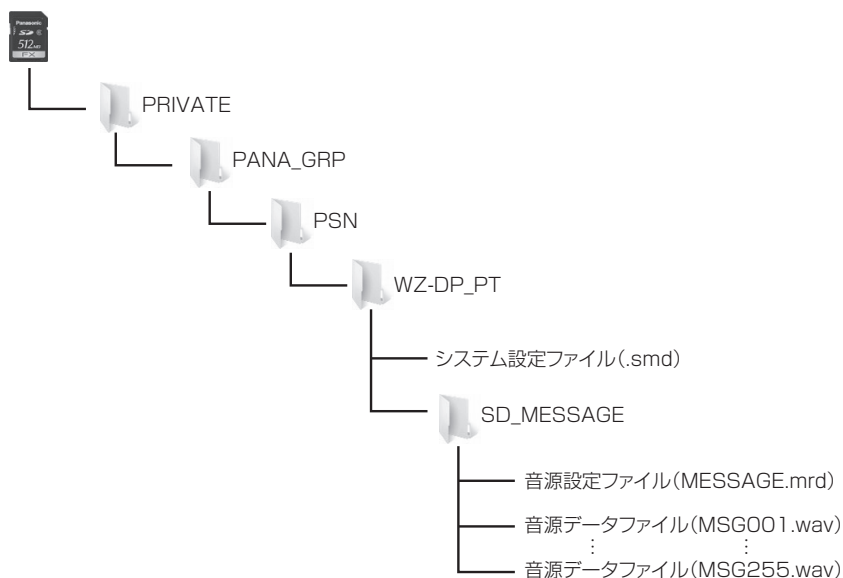 Panasonic
SD
512MB
FX
PRIVATE
PANA_GRP
PSN
WZ-DP_PT
システム設定ファイル(.smd)
SD_MESSAGE
音源設定ファイル(MESSAGE.mrd)
音源データファイル(MSG001.wav)
⋮ ⋮
音源データファイル(MSG255.wav)